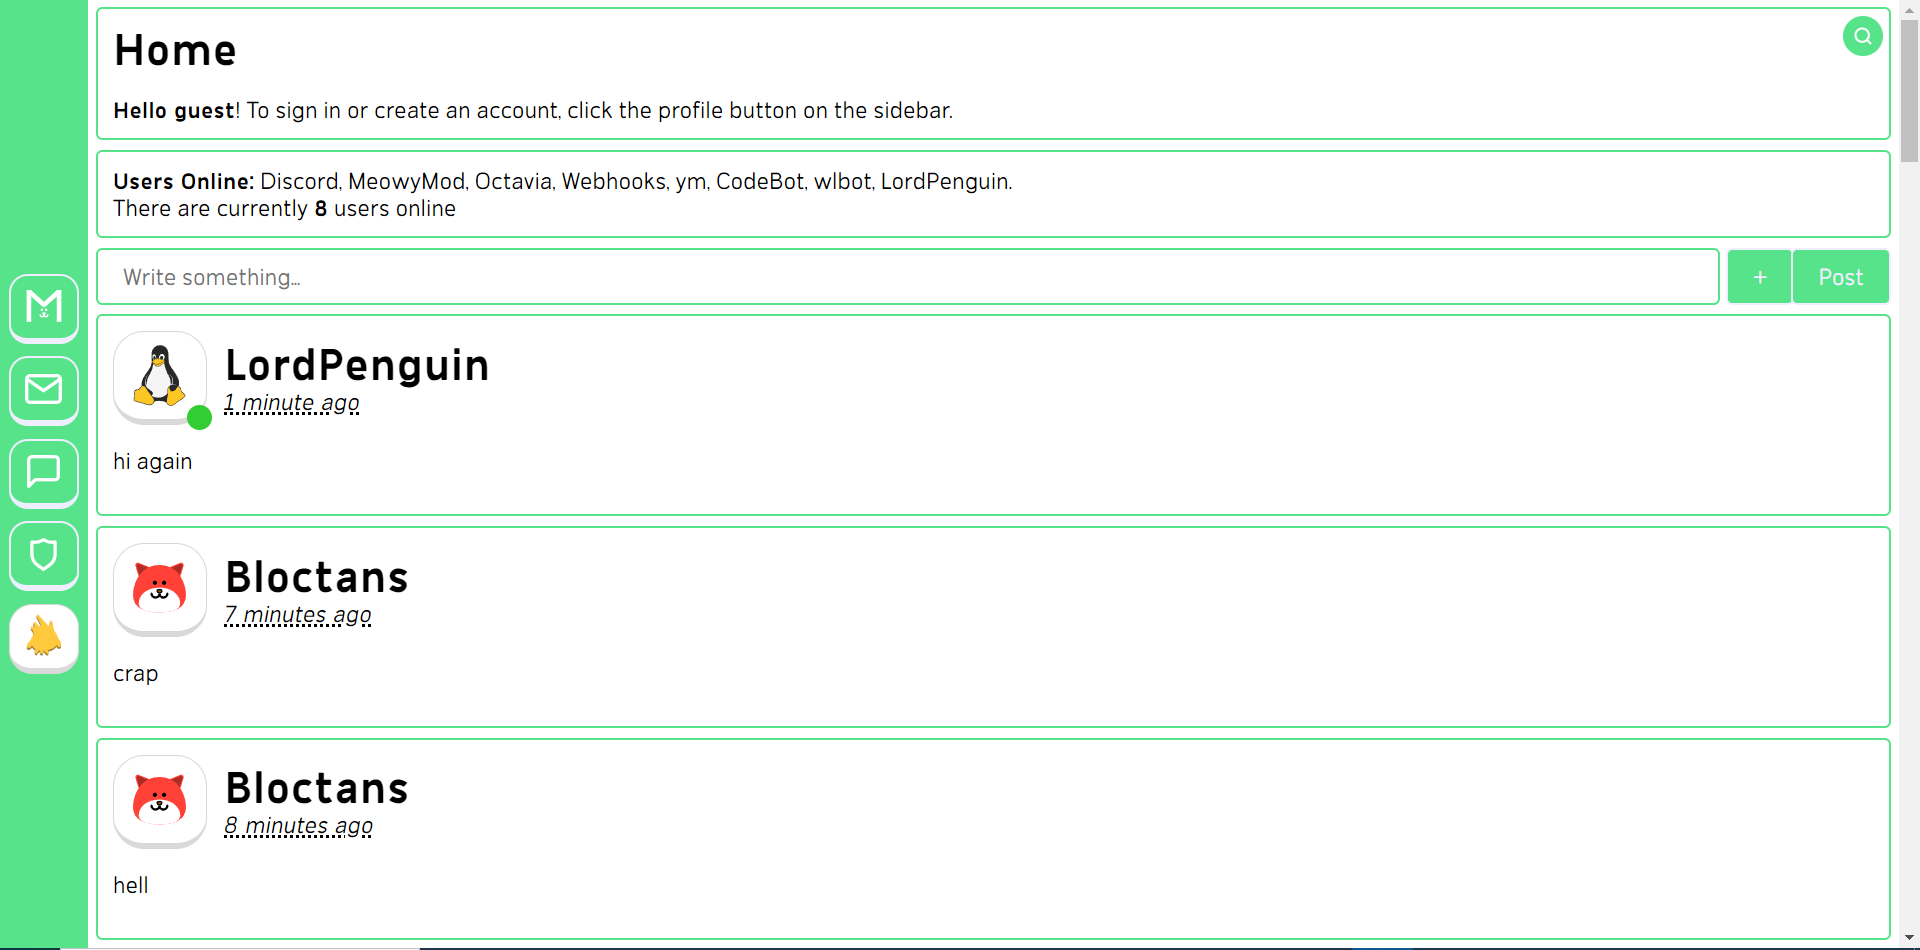 Home
Hello guest! To sign in or create an account, click the profile button on the sidebar.
Users Online: Discord, MeowyMod, Octavia, Webhooks, ym, CodeBot, wlbot, LordPenguin.
There are currently 8 users online
Write something...
+ Post
M
LordPenguin
1 minute ago
hi again
Bloctans
7 minutes ago
crap
Bloctans
8 minutes ago
hell